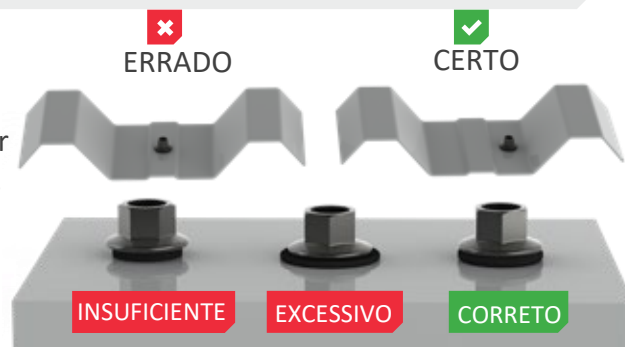 ERRADO
CERTO
r
INSUFICIENTE
EXCESSIVO
CORRETO